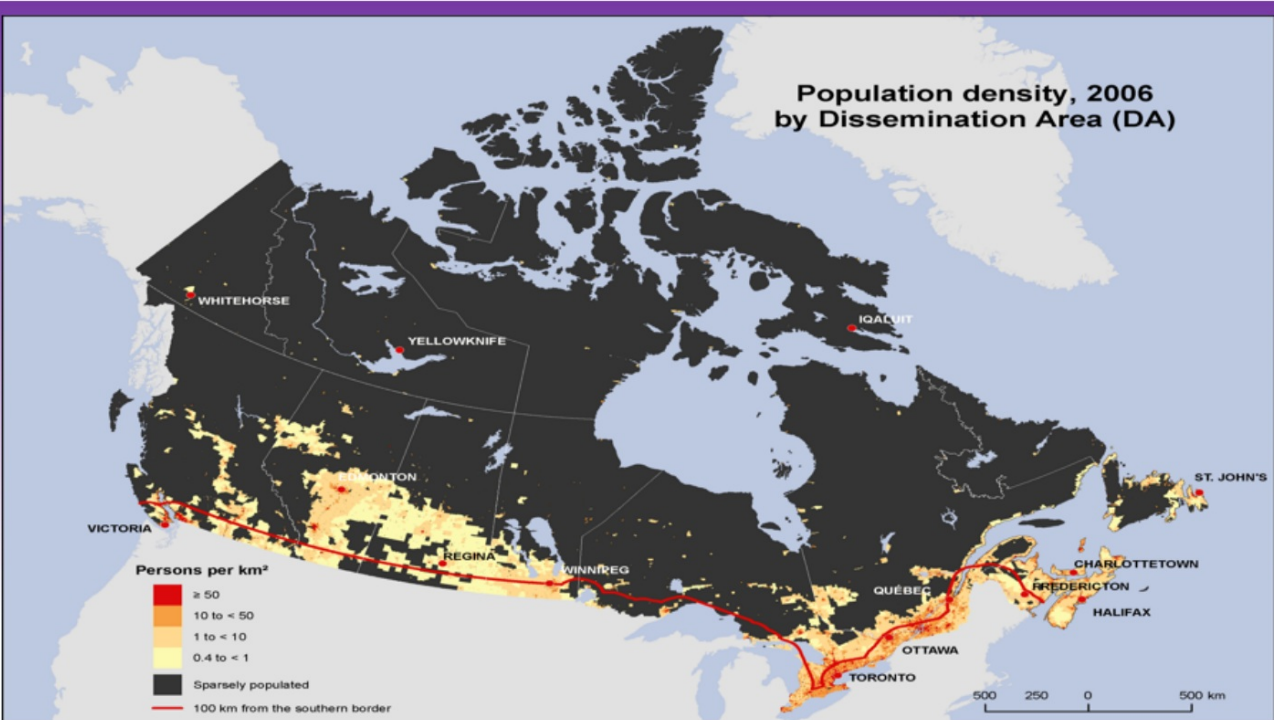 Population density, 2006
by Dissemination Area (DA)
WHITEHORSE
YELLOWKNIFE
IQALUIT
EDMONTON
ST. JOHN'S
VICTORIA
REGINA
WINNIPEG
CHARLOTTETOWN
QUÉBEC
FREDERICTON
HALIFAX
OTTAWA
TORONTO
Persons per km²
≥ 50
10 to < 50
1 to < 10
0.4 to < 1
Sparsely populated
100 km from the southern border
500 250 0 500 km